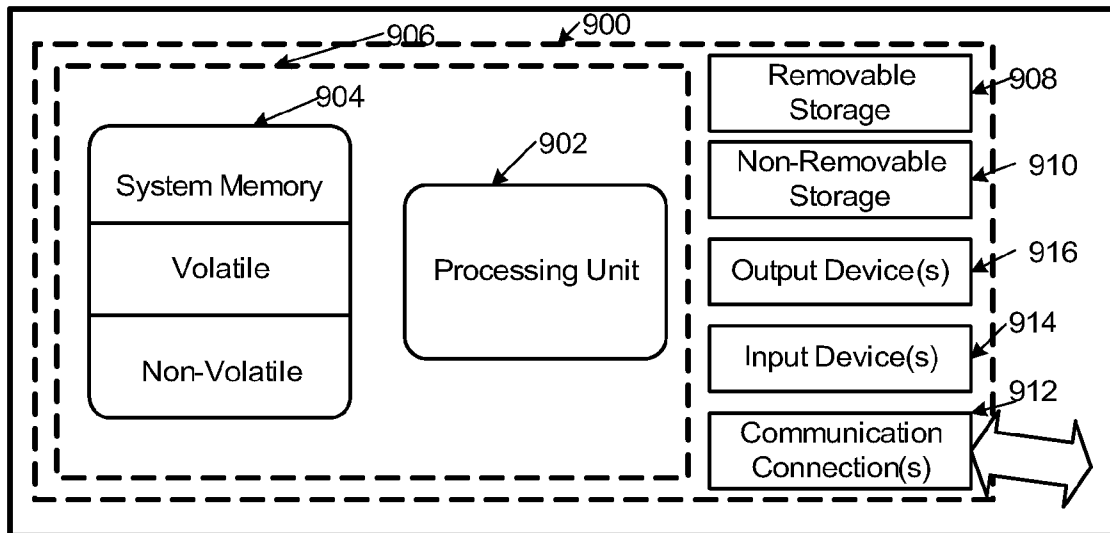 900
906
904
System Memory
Volatile
Non-Volatile
902
Processing Unit
Removable
Storage
908
Non-Removable
Storage
910
Output Device(s)
916
Input Device(s)
914
Communication
Connection(s)
912